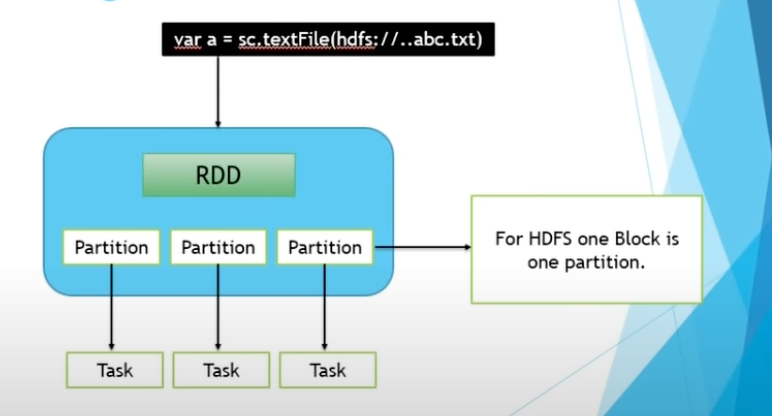 var a = sc.textFile(hdfs://..abc.txt)
RDD
Partition Partition Partition
For HDFS one Block is
one partition.
Task Task Task